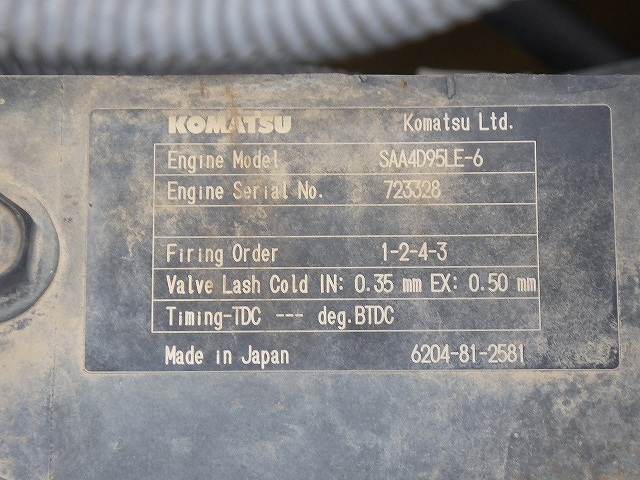 KOMATSU Komatsu Ltd.
Engine Model SAA4D95LE-6
Engine Serial No. 723328
Firing Order 1-2-4-3
Valve Lash Cold IN: 0.35 mm EX: 0.50 mm
Timing-TDC --- deg.BTDC
Made in Japan 6204-81-2581